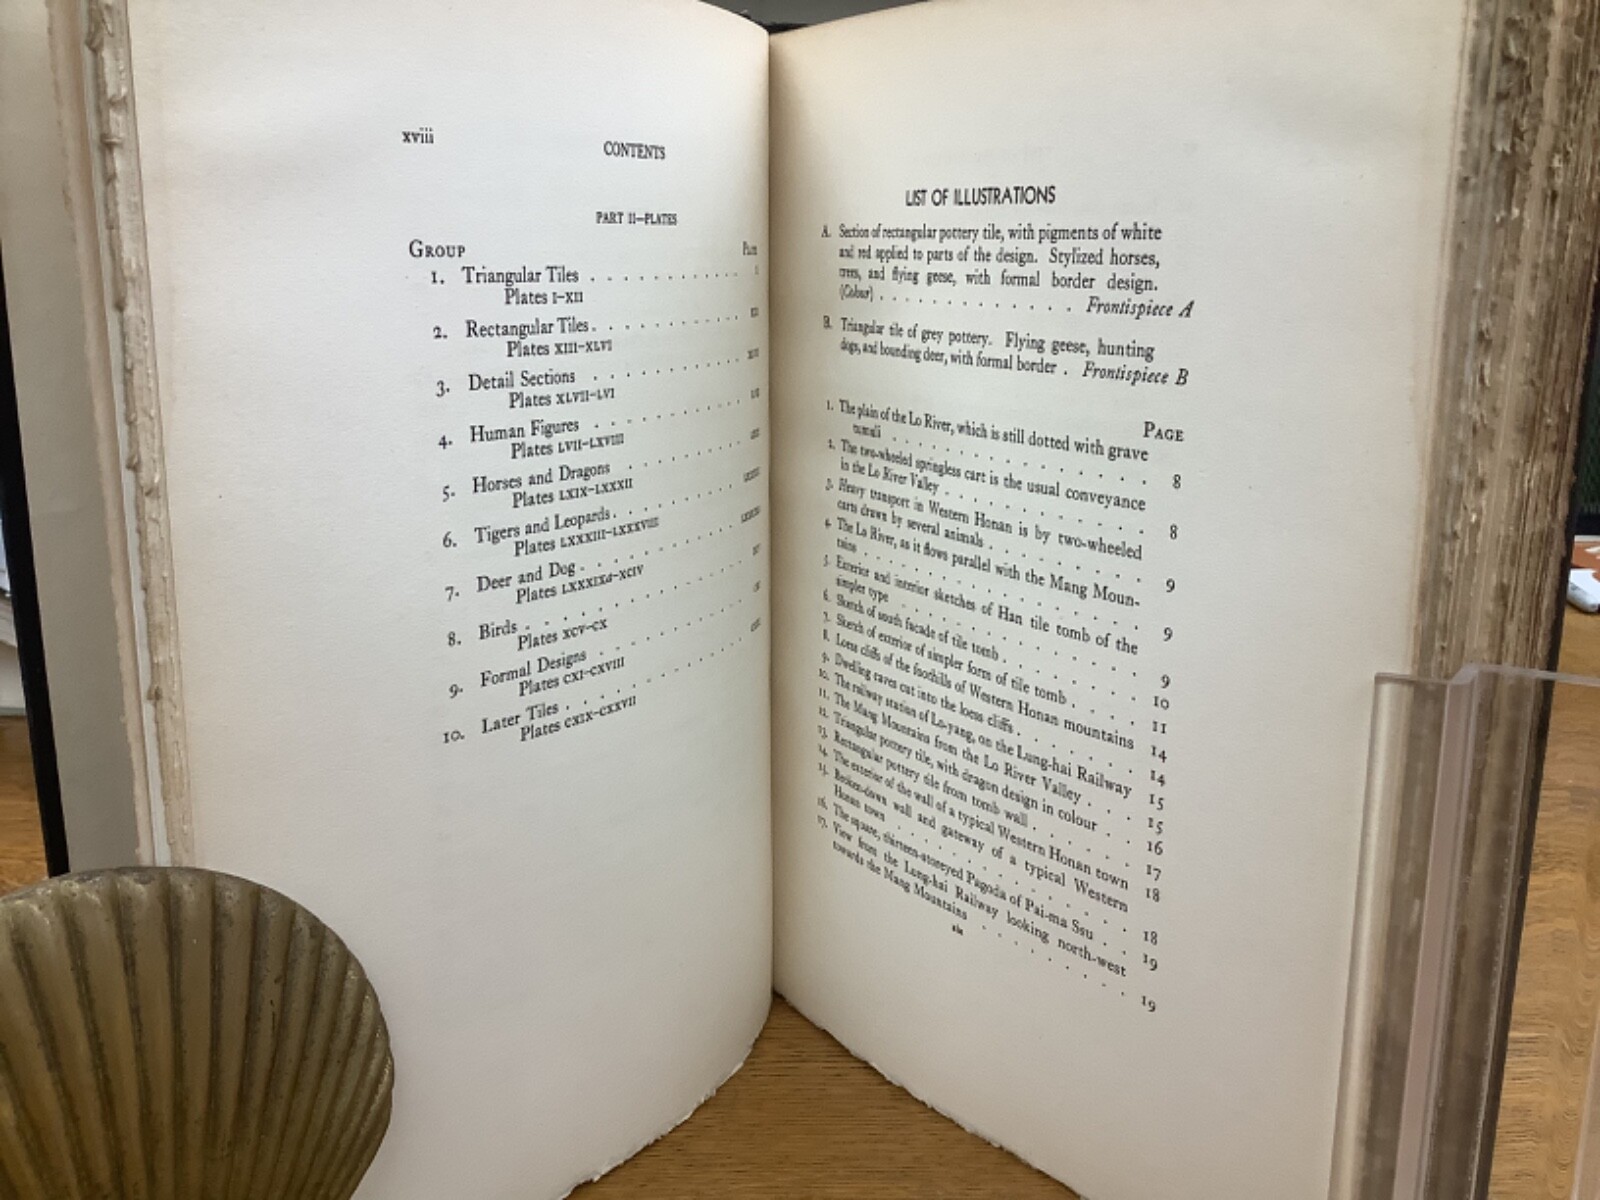 xviii
CONTENTS
PART II—PLATES
GROUP
1. Triangular Tiles . . . . . . . . . . . I
Plates I–XII
2. Rectangular Tiles . . . . . . . . . .
Plates XIII–XLVI
3. Detail Sections . . . . . . . . . .
Plates XLVII–LVI
4. Human Figures . . . . . . . . . .
Plates LVII–LXVIII
5. Horses and Dragons . . . . . . . .
Plates LXIX–LXXXII
6. Tigers and Leopards . . . . . . . .
Plates LXXXIII–LXXXVIII
7. Deer and Dog . . . . . . . . . .
Plates LXXXIXa–XCIV
8. Birds . . . . . . . . . . . .
Plates XCV–CX
9. Formal Designs . . . . . . . . . .
Plates CXI–CXVIII
10. Later Tiles . . . . . . . . . . .
Plates CXIX–CXXVII
LIST OF ILLUSTRATIONS
A. Section of rectangular pottery tile, with pigments of white
and red applied to parts of the design. Stylized horses,
trees, and flying geese, with formal border design.
(Colour) . . . . . . . . . . . Frontispiece A
B. Triangular tile of grey pottery. Flying geese, hunting
dogs, and bounding deer, with formal border . Frontispiece B
PAGE
1. The plain of the Lo River, which is still dotted with grave
tumuli . . . . . . . . . . . . 8
2. The two-wheeled springless cart is the usual conveyance
in the Lo River Valley . . . . . . . . . 8
3. Heavy transport in Western Honan is by two-wheeled
carts drawn by several animals . . . . . . . 9
4. The Lo River, as it flows parallel with the Mang Moun-
tains . . . . . . . . . . . . 9
5. Exterior and interior sketches of Han tile tomb of the
simpler type . . . . . . . . . . . 9
6. Sketch of south facade of tile tomb . . . . . . 10
7. Sketch of exterior of simpler form of tile tomb . . . . 11
8. Loess cliffs of the foothills of Western Honan mountains 14
9. Dwelling caves cut into the loess cliffs . . . . . . 14
10. The railway station of Lo-yang, on the Lung-hai Railway 15
11. The Mang Mountains from the Lo River Valley . . . 15
12. Triangular pottery tile, with dragon design in colour . . 16
13. Rectangular pottery tile from tomb wall . . . . . 17
14. The exterior of the wall of a typical Western Honan town 18
15. Broken-down wall and gateway of a typical Western
Honan town . . . . . . . . . . 18
16. The square, thirteen-storeyed Pagoda of Pai-ma Ssu . . 19
17. View from the Lung-hai Railway looking north-west
towards the Mang Mountains . . . . . . . 19
xix